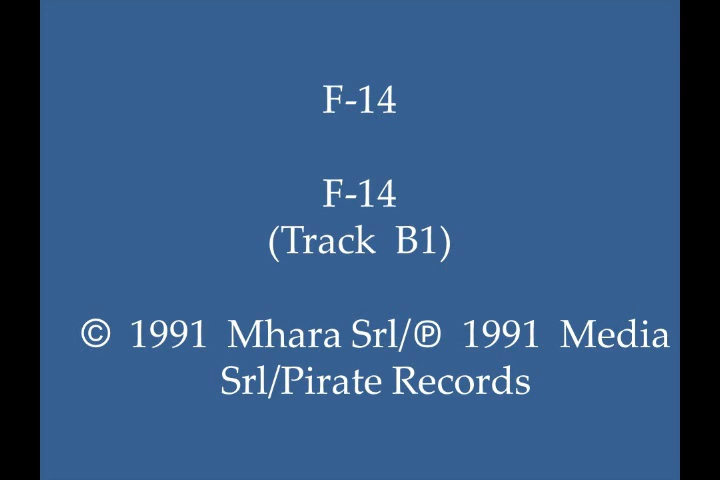 F-14
F-14
(Track B1)
© 1991 Mhara Srl/℗ 1991 Media
Srl/Pirate Records